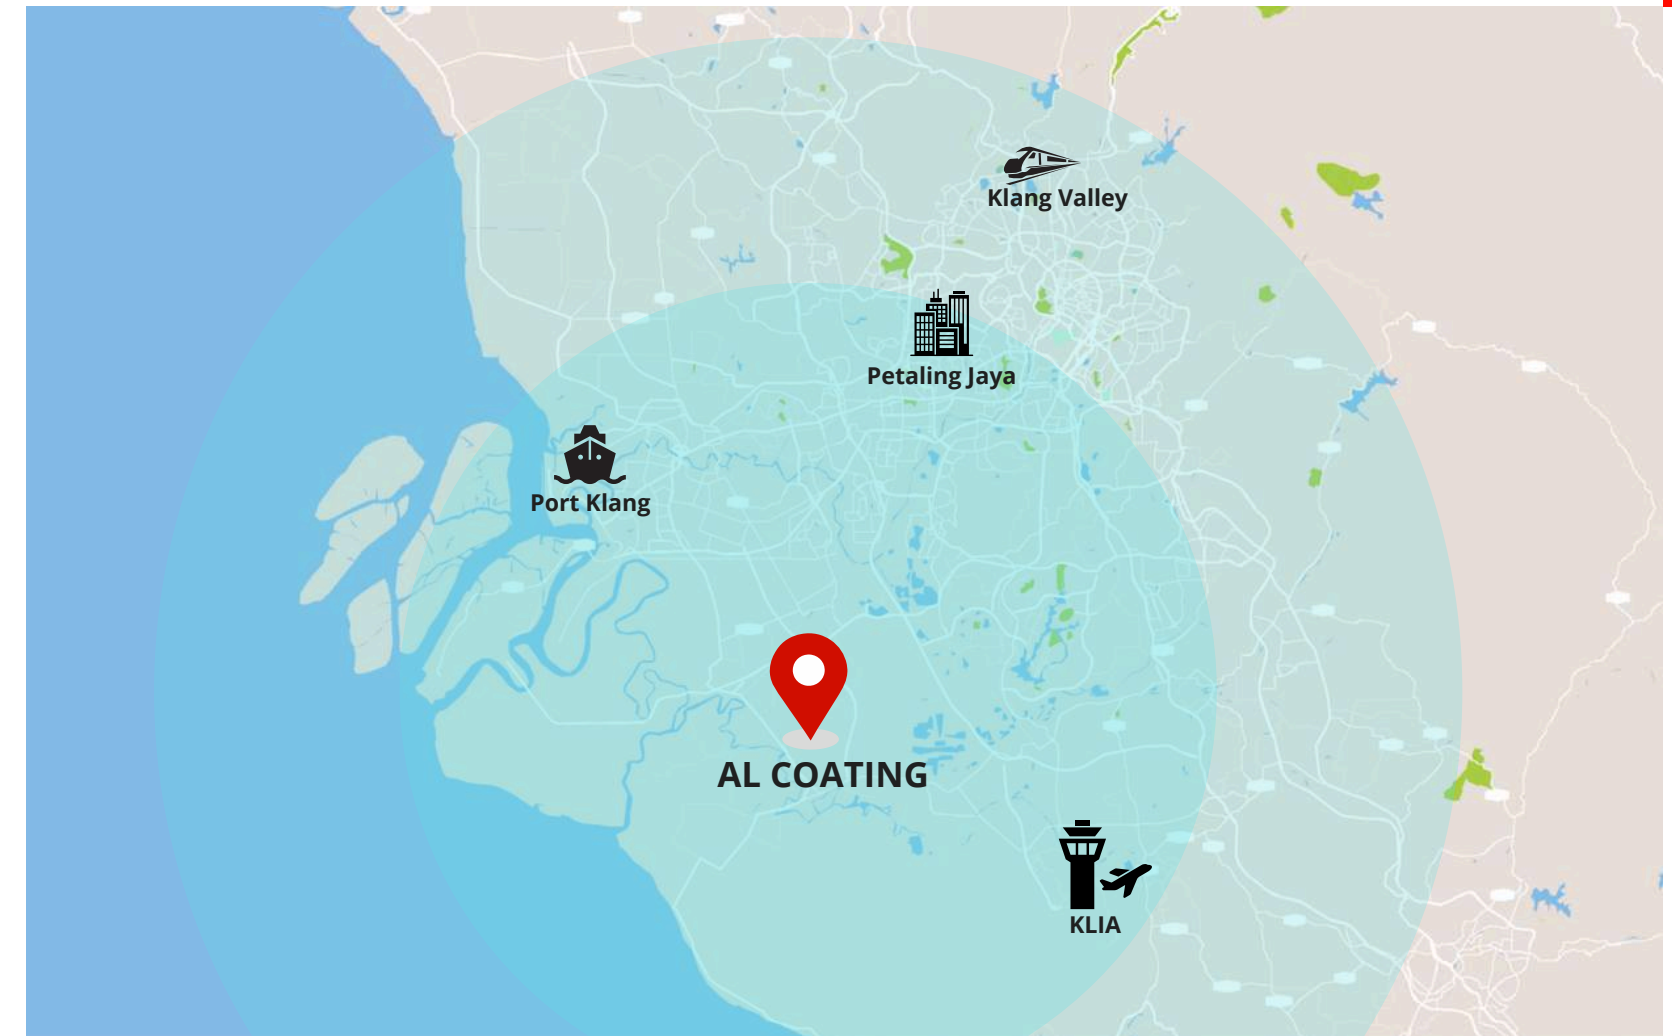 Klang Valley
Petaling Jaya
Port Klang
AL COATING
KLIA